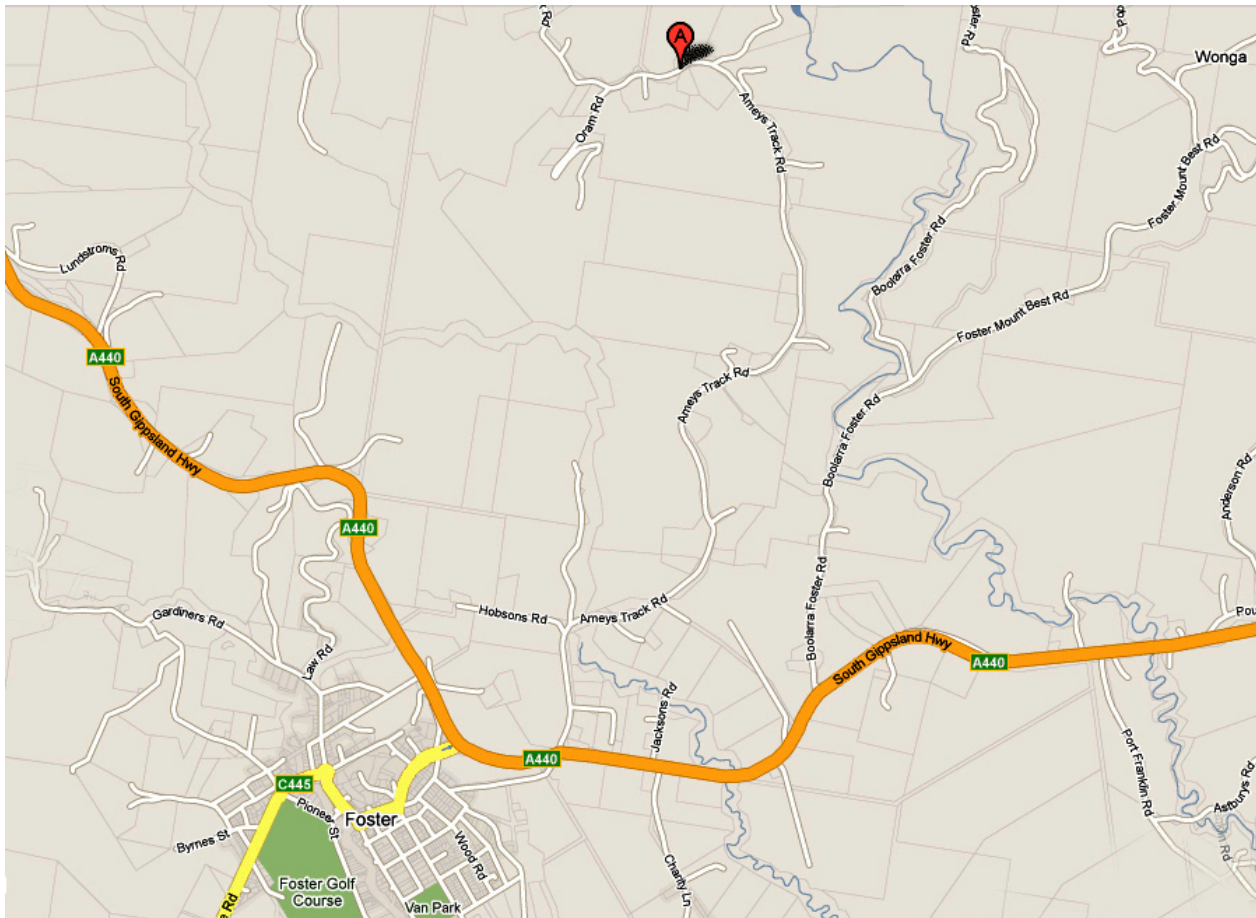 A
Wonga
Oram Rd
Ameys Track Rd
Foster Mount Best Rd
Boolarra Foster Rd
Lundstroms Rd
Foster Mount Best Rd
A440
Ameys Track Rd
South Gippsland Hwy
Boolarra Foster Rd
Anderson Rd
A440
Gardiners Rd
Hobsons Rd
Ameys Track Rd
Boolarra Foster Rd
Law Rd
South Gippsland Hwy
A440
Jacksons Rd
Port Franklin Rd
A440
C445
Pioneer St
Foster
Byrnes St
Wood Rd
Astburys Rd
Charity Ln
Foster Golf
Course
Van Park
Rd